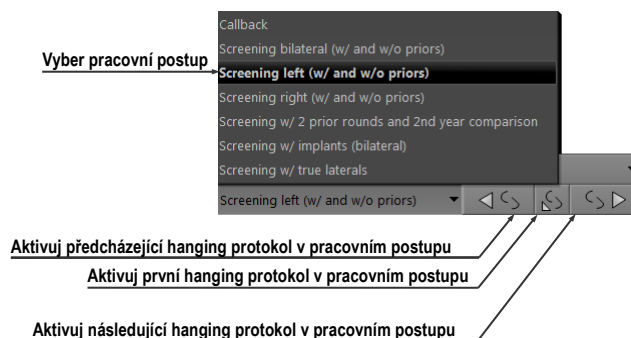 Callback
Screening bilateral (w/ and w/o priors)
Vyber pracovní postup
Screening left (w/ and w/o priors)
Screening right (w/ and w/o priors)
Screening w/ 2 prior rounds and 2nd year comparison
Screening w/ implants (bilateral)
Screening w/ true laterals
Screening left (w/ and w/o priors)
Aktivuj předcházející hanging protokol v pracovním postupu
Aktivuj první hanging protokol v pracovním postupu
Aktivuj následující hanging protokol v pracovním postupu